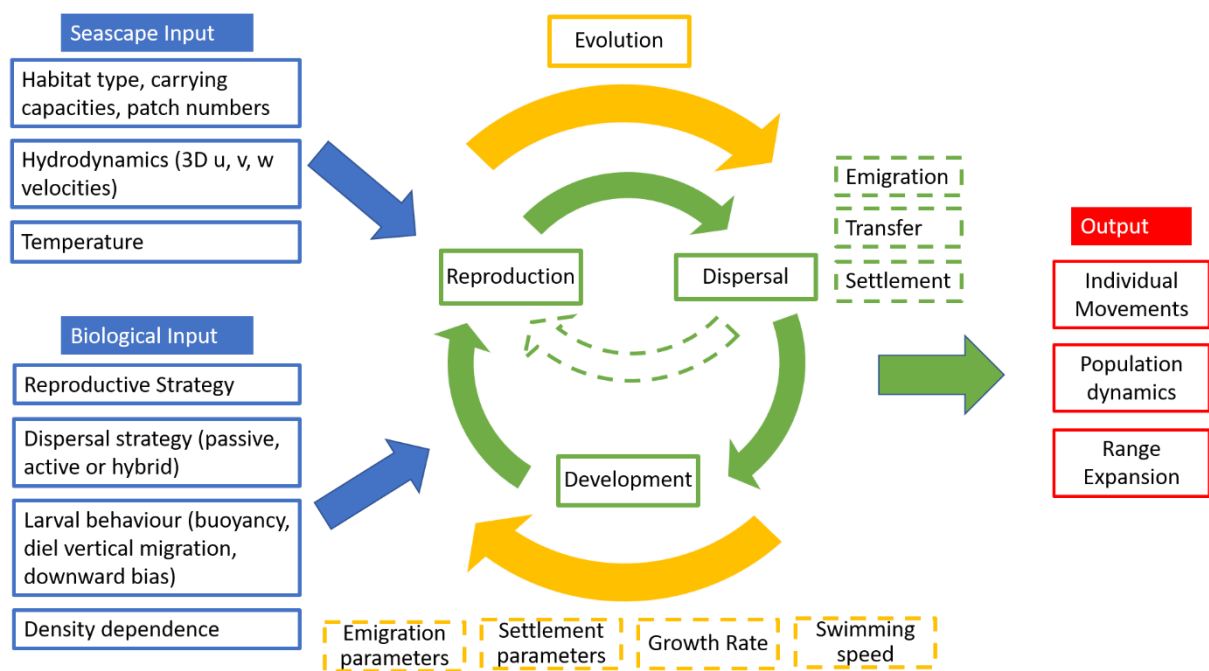 Seascape Input
Habitat type, carrying
capacities, patch numbers
Hydrodynamics (3D u, v, w
velocities)
Temperature
Biological Input
Reproductive Strategy
Dispersal strategy (passive,
active or hybrid)
Larval behaviour (buoyancy,
diel vertical migration,
downward bias)
Density dependence
Evolution
Reproduction
Dispersal
Development
Emigration
Transfer
Settlement
Emigration
parameters
Settlement
parameters
Growth Rate
Swimming
speed
Output
Individual
Movements
Population
dynamics
Range
Expansion